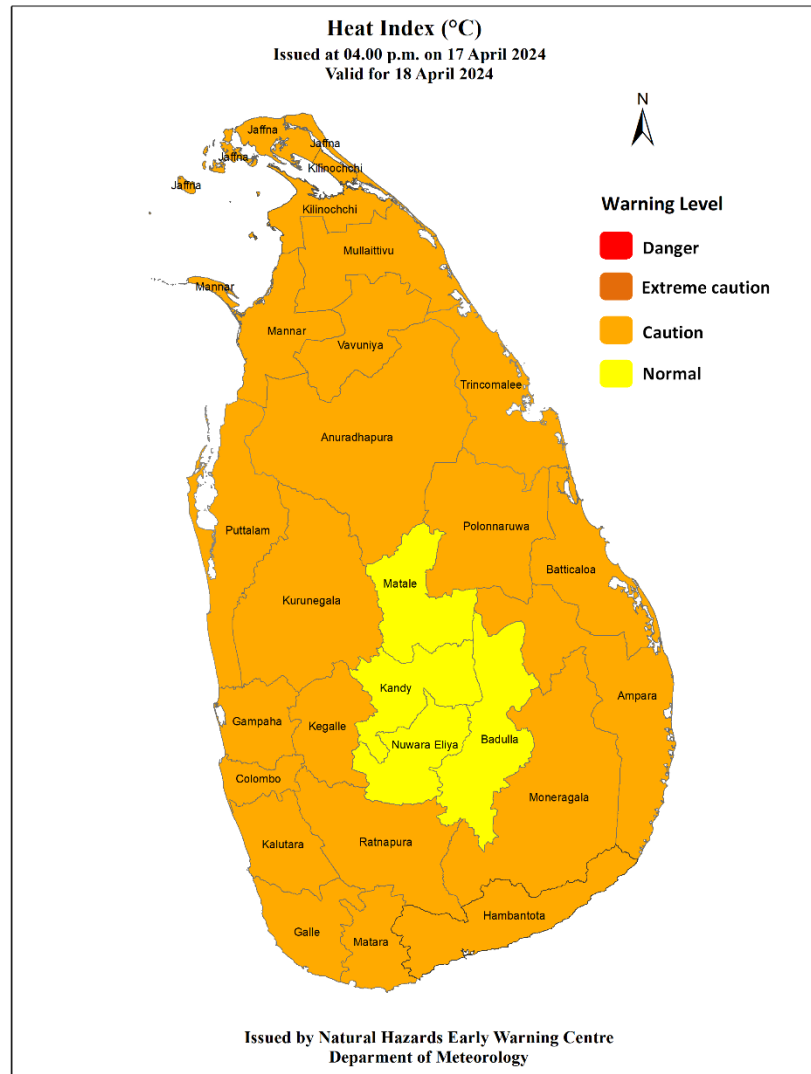 Heat Index (°C)
Issued at 04.00 p.m. on 17 April 2024
Valid for 18 April 2024
N
Warning Level
Danger
Extreme caution
Caution
Normal
Jaffna
Jaffna
Jaffna
Kilinochchi
Jaffna
Kilinochchi
Mullaittivu
Mannar
Mannar
Vavuniya
Trincomalee
Anuradhapura
Puttalam
Polonnaruwa
Batticaloa
Matale
Kurunegala
Kandy
Ampara
Gampaha
Kegalle
Nuwara Eliya
Badulla
Colombo
Moneragala
Kalutara
Ratnapura
Hambantota
Galle
Matara
Issued by Natural Hazards Early Warning Centre
Deparment of Meteorology